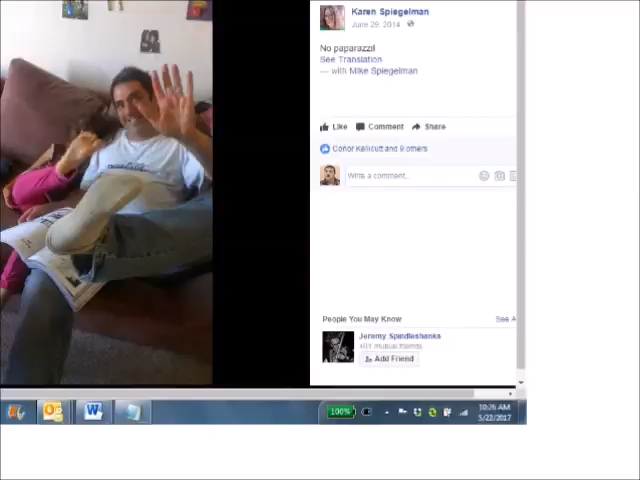 Karen Spiegelman
June 29, 2014
No paparazzi!
See Translation
— with Mike Spiegelman
Like Comment Share
Conor Kellicutt and 9 others
Write a comment...
People You May Know
See A
Jeremy Spindleshanks
mutual friends
Add Friend
100%
10:26 AM
5/22/2017